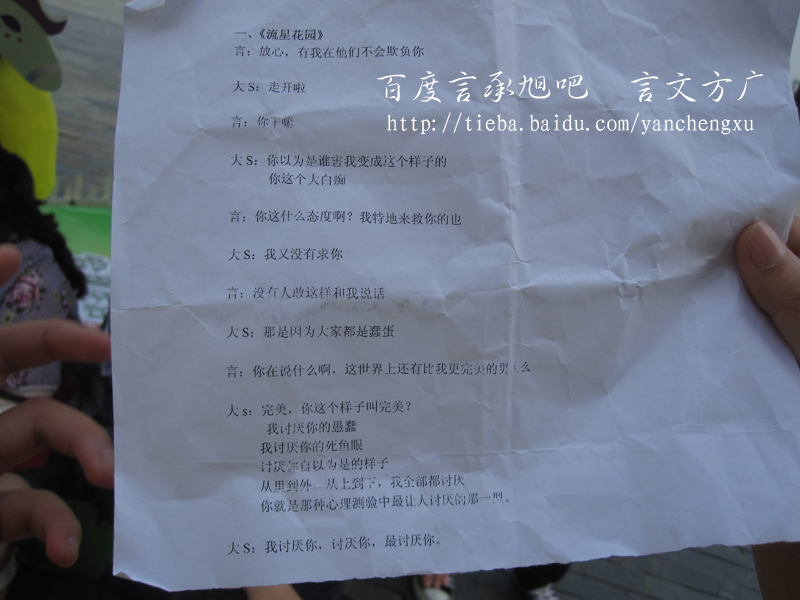 一、《流星花园》
言：放心，有我在他们不会欺负你
大 S：走开啦
百度言承旭吧 言文方广
http://tieba.baidu.com/yanchengxu
言：你干嘛
大 S：你以为是谁害我变成这个样子的
你这个大白痴
言：你这什么态度啊？我特地来救你的也
大 S：我又没有求你
言：没有人敢这样和我说话
大 S：那是因为大家都是蠢蛋
言：你在说什么啊，这世界上还有比我更完美的男人么
大 s：完美，你这个样子叫完美？
我讨厌你的愚蠢
我讨厌你的死鱼眼
讨厌你自以为是的样子
从里到外，从上到下，我全部都讨厌
你就是那种心理测验中最让人讨厌的那一型。
大 S：我讨厌你，讨厌你，最讨厌你。